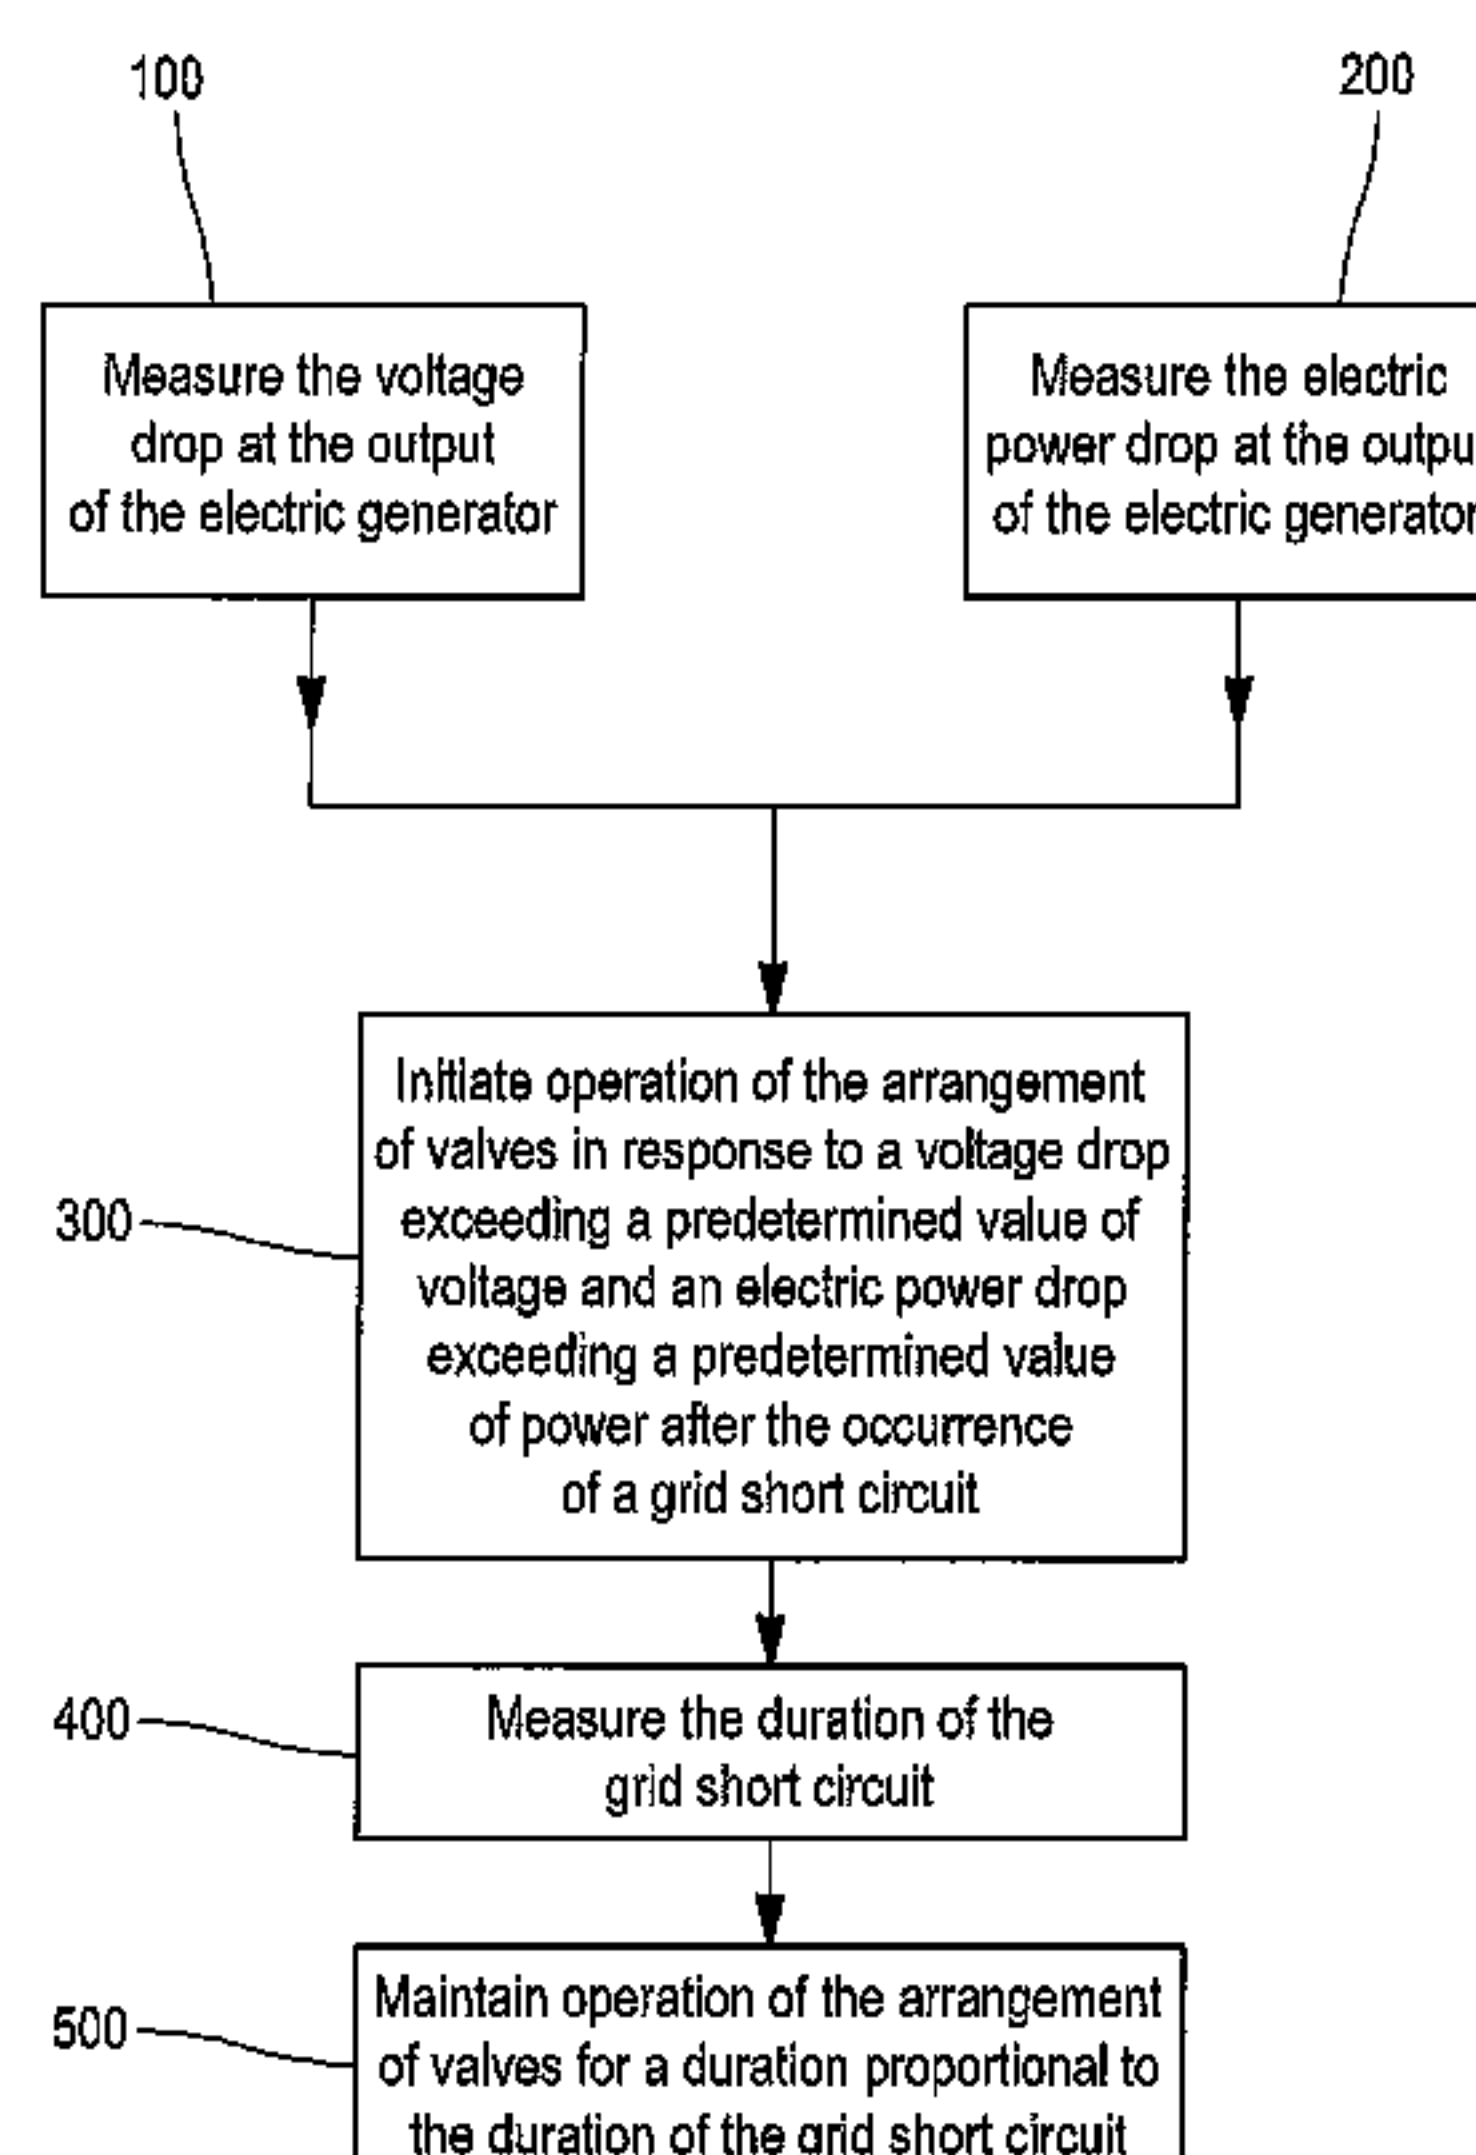 100
200
Measure the voltage
drop at the output
of the electric generator
Measure the electric
power drop at the outpu
of the electric generator
300
Initiate operation of the arrangement
of valves in response to a voltage drop
exceeding a predetermined value of
voltage and an electric power drop
exceeding a predetermined value
of power after the occurrence
of a grid short circuit
400
Measure the duration of the
grid short circuit
500
Maintain operation of the arrangement
of valves for a duration proportional to
the duration of the grid short circuit